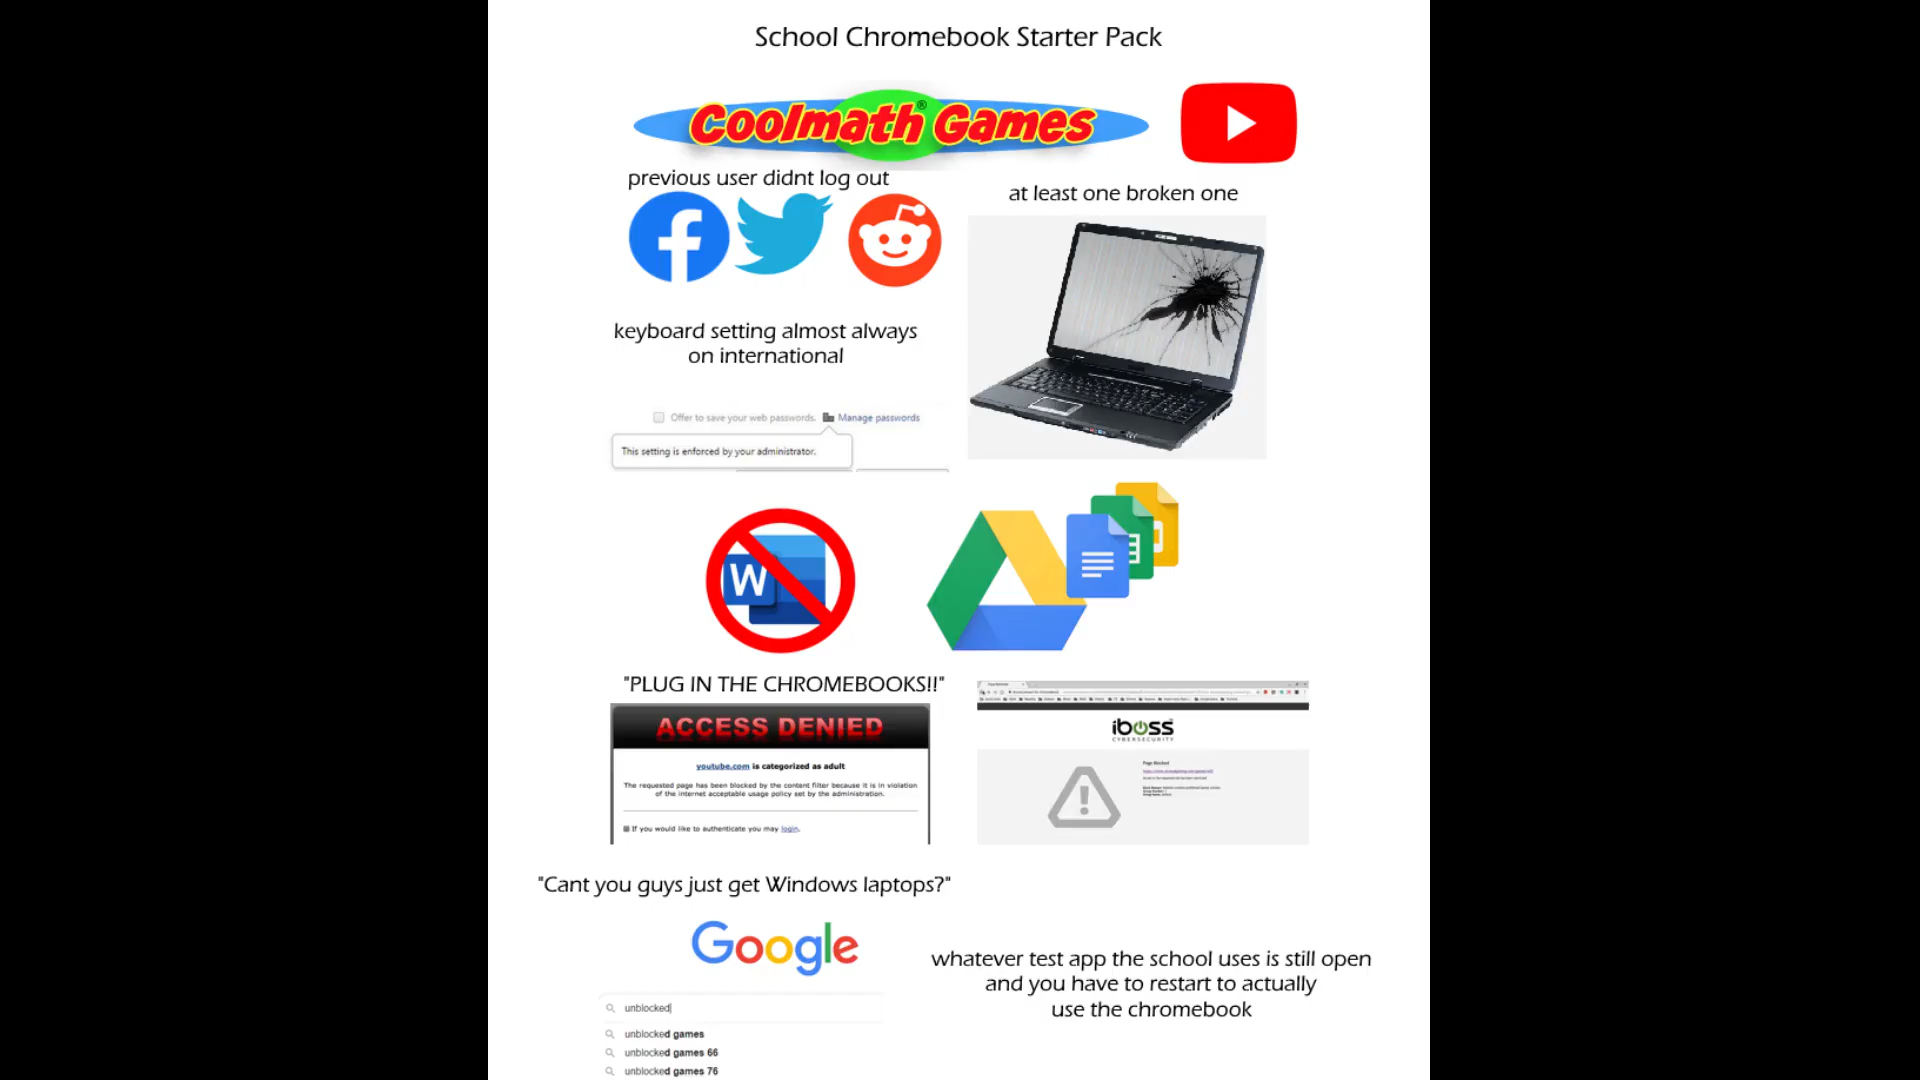 School Chromebook Starter Pack
Coolmath® Games
previous user didnt log out
at least one broken one
keyboard setting almost always
on international
Offer to save your web passwords. Manage passwords
This setting is enforced by your administrator.
W
"PLUG IN THE CHROMEBOOKS!!"
ACCESS DENIED
youtube.com is categorized as adult
The requested page has been blocked by the content filter because it is in violation
of the internet acceptable usage policy set by the administration.
If you would like to authenticate you may login.
iboss
CYBERSECURITY
Page Blocked
"Cant you guys just get Windows laptops?"
Google
unblocked
unblocked games
unblocked games 66
unblocked games 76
whatever test app the school uses is still open
and you have to restart to actually
use the chromebook